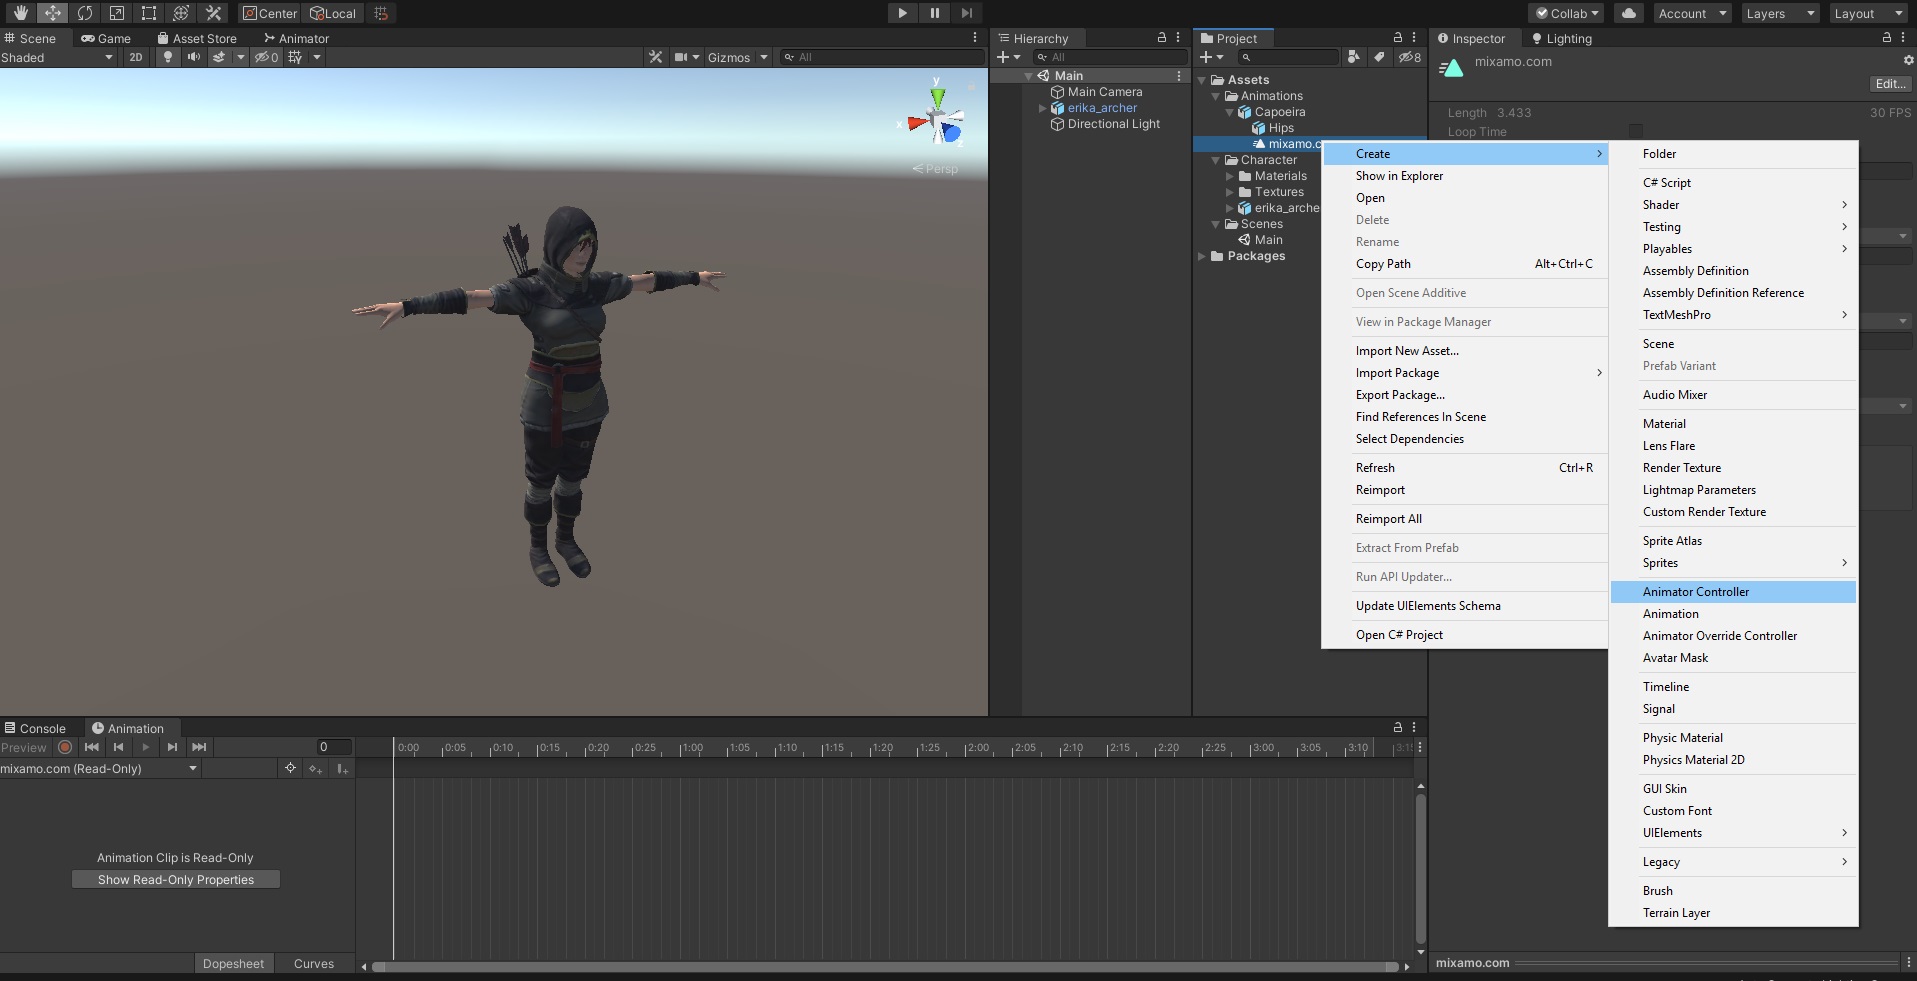 Center
Local
Collab
Account
Layers
Layout
Scene
Game
Asset Store
Animator
Shaded
2D
0
Gizmos
All
y
x
z
Persp
Hierarchy
All
Main
Main Camera
erika_archer
Directional Light
Project
8
Assets
Animations
Capoeira
Hips
mixamo.c
Character
Materials
Textures
erika_arche
Scenes
Main
Packages
Create
Show in Explorer
Open
Delete
Rename
Copy Path Alt+Ctrl+C
Open Scene Additive
View in Package Manager
Import New Asset...
Import Package
Export Package...
Find References In Scene
Select Dependencies
Refresh Ctrl+R
Reimport
Reimport All
Extract From Prefab
Run API Updater...
Update UIElements Schema
Open C# Project
Inspector
Lighting
mixamo.com
Edit...
Length 3.433 30 FPS
Loop Time
Folder
C# Script
Shader
Testing
Playables
Assembly Definition
Assembly Definition Reference
TextMeshPro
Scene
Prefab Variant
Audio Mixer
Material
Lens Flare
Render Texture
Lightmap Parameters
Custom Render Texture
Sprite Atlas
Sprites
Animator Controller
Animation
Animator Override Controller
Avatar Mask
Timeline
Signal
Physic Material
Physics Material 2D
GUI Skin
Custom Font
UIElements
Legacy
Brush
Terrain Layer
Console
Animation
Preview
0
0:00 0:05 0:10 0:15 0:20 0:25 1:00 1:05 1:10 1:15 1:20 1:25 2:00 2:05 2:10 2:15 2:20 2:25 3:00 3:05 3:10 3:15
mixamo.com (Read-Only)
Animation Clip is Read-Only
Show Read-Only Properties
Dopesheet
Curves
mixamo.com